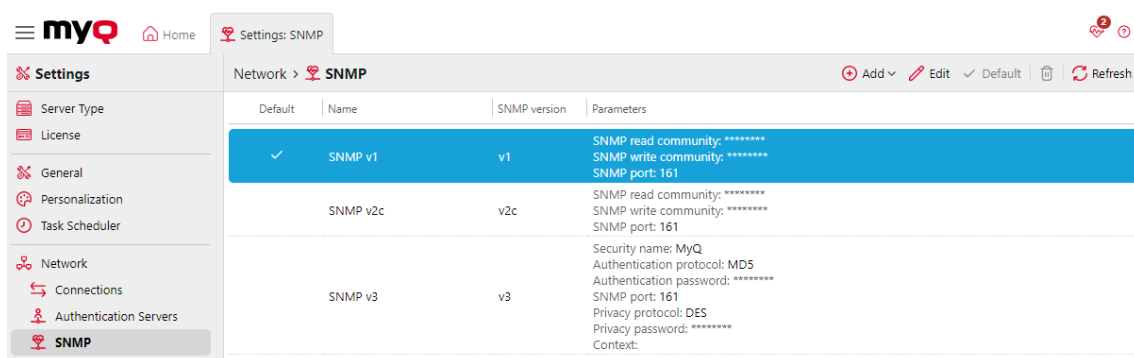 myQ
Home
Settings: SNMP
2
Settings
Network > SNMP
Add
Edit
Default
Refresh
Server Type
License
General
Personalization
Task Scheduler
Network
Connections
Authentication Servers
SNMP
Default Name SNMP version Parameters
SNMP v1 v1
SNMP read community: ********
SNMP write community: ********
SNMP port: 161
SNMP v2c v2c
SNMP read community: ********
SNMP write community: ********
SNMP port: 161
SNMP v3 v3
Security name: MyQ
Authentication protocol: MD5
Authentication password: ********
SNMP port: 161
Privacy protocol: DES
Privacy password: ********
Context: